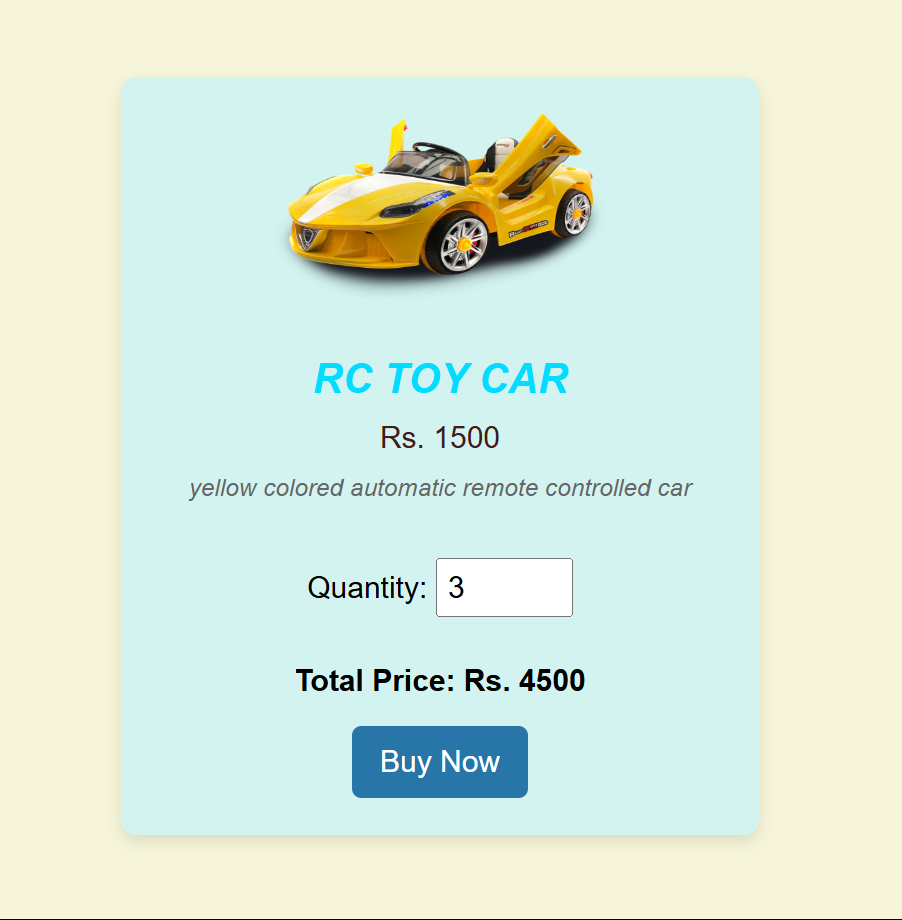 RC TOY CAR
Rs. 1500
yellow colored automatic remote controlled car
Quantity: 3
Total Price: Rs. 4500
Buy Now